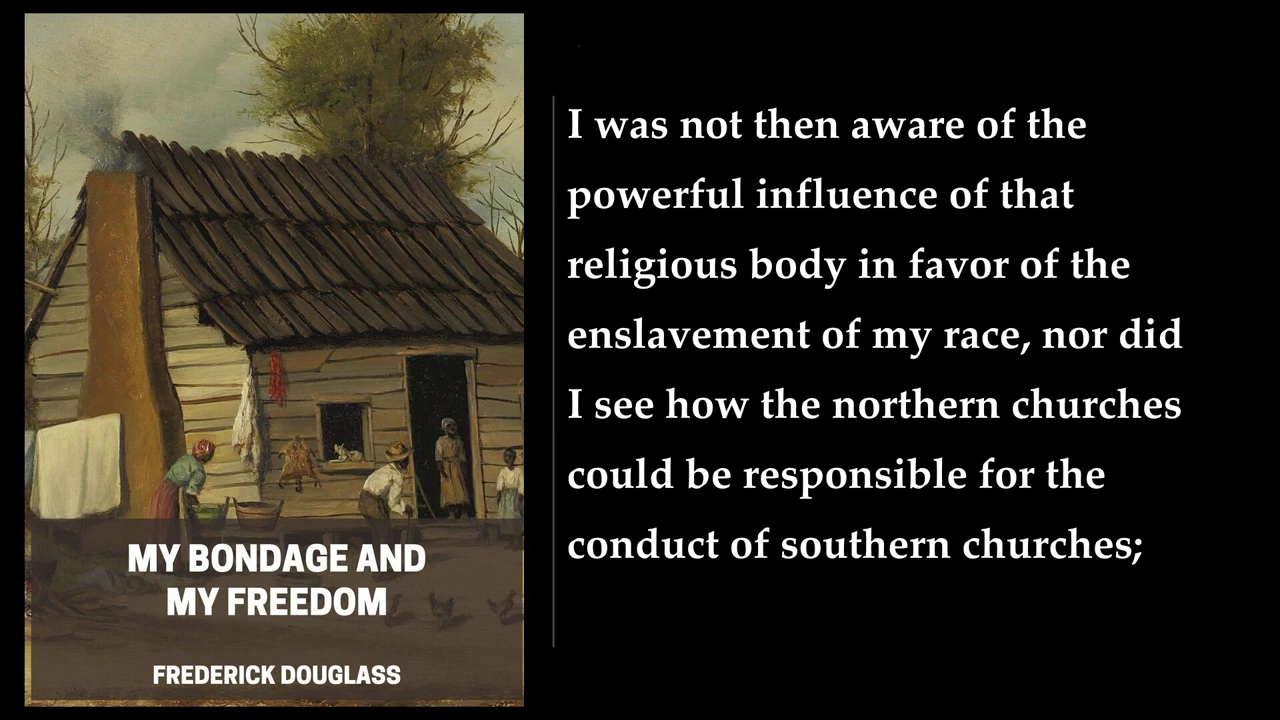 MY BONDAGE AND
MY FREEDOM
FREDERICK DOUGLASS
I was not then aware of the
powerful influence of that
religious body in favor of the
enslavement of my race, nor did
I see how the northern churches
could be responsible for the
conduct of southern churches;